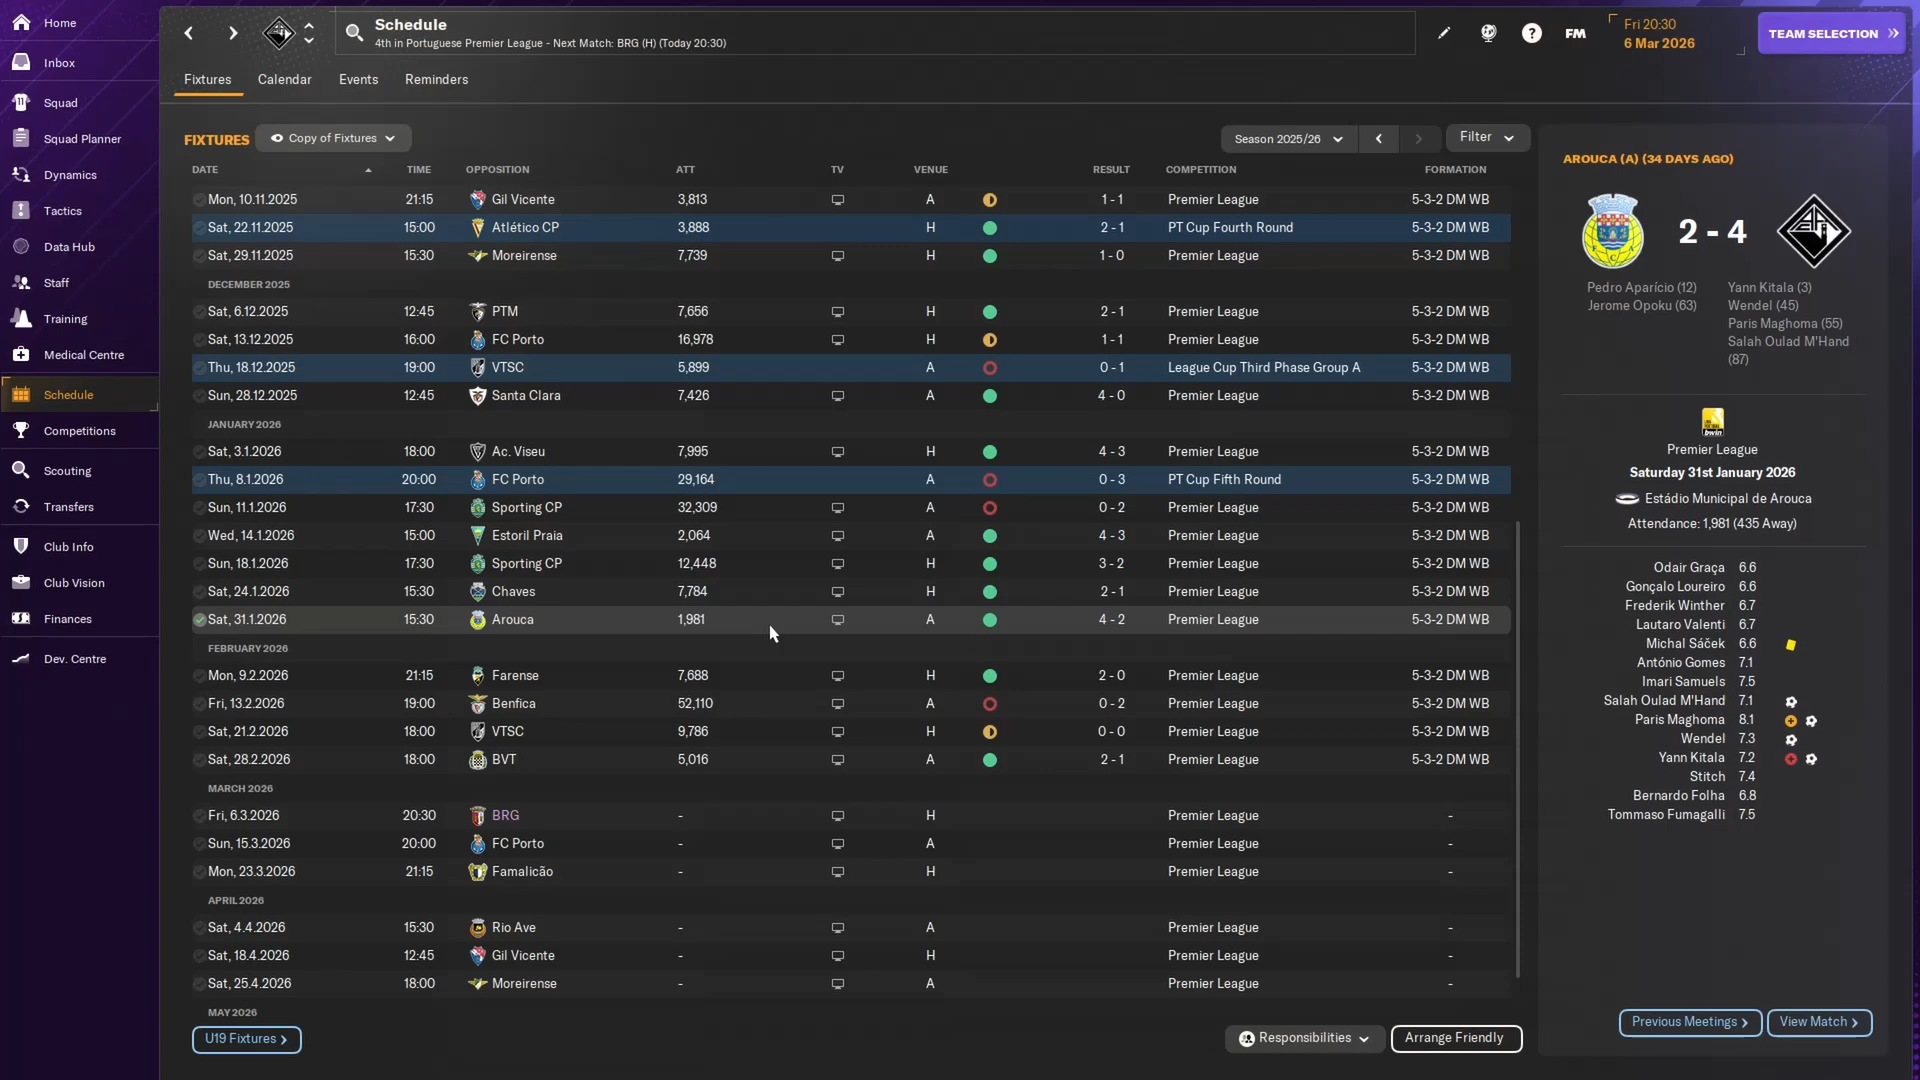 Home
Inbox
Squad
Squad Planner
Dynamics
Tactics
Data Hub
Staff
Training
Medical Centre
Schedule
Competitions
Scouting
Transfers
Club Info
Club Vision
Finances
Dev. Centre
Schedule
4th in Portuguese Premier League - Next Match: BRG (H) (Today 20:30)
FM
Fri 20:30
6 Mar 2026
TEAM SELECTION
Fixtures Calendar Events Reminders
FIXTURES Copy of Fixtures Season 2025/26 Filter
DATE TIME OPPOSITION ATT TV VENUE RESULT COMPETITION FORMATION
Mon, 10.11.2025 21:15 Gil Vicente 3,813 A 1 - 1 Premier League 5-3-2 DM WB
Sat, 22.11.2025 15:00 Atlético CP 3,888 H 2 - 1 PT Cup Fourth Round 5-3-2 DM WB
Sat, 29.11.2025 15:30 Moreirense 7,739 H 1 - 0 Premier League 5-3-2 DM WB
DECEMBER 2025
Sat, 6.12.2025 12:45 PTM 7,656 H 2 - 1 Premier League 5-3-2 DM WB
Sat, 13.12.2025 16:00 FC Porto 16,978 H 1 - 1 Premier League 5-3-2 DM WB
Thu, 18.12.2025 19:00 VTSC 5,899 A 0 - 1 League Cup Third Phase Group A 5-3-2 DM WB
Sun, 28.12.2025 12:45 Santa Clara 7,426 A 4 - 0 Premier League 5-3-2 DM WB
JANUARY 2026
Sat, 3.1.2026 18:00 Ac. Viseu 7,995 H 4 - 3 Premier League 5-3-2 DM WB
Thu, 8.1.2026 20:00 FC Porto 29,164 A 0 - 3 PT Cup Fifth Round 5-3-2 DM WB
Sun, 11.1.2026 17:30 Sporting CP 32,309 A 0 - 2 Premier League 5-3-2 DM WB
Wed, 14.1.2026 15:00 Estoril Praia 2,064 A 4 - 3 Premier League 5-3-2 DM WB
Sun, 18.1.2026 17:30 Sporting CP 12,448 H 3 - 2 Premier League 5-3-2 DM WB
Sat, 24.1.2026 15:30 Chaves 7,784 H 2 - 1 Premier League 5-3-2 DM WB
Sat, 31.1.2026 15:30 Arouca 1,981 A 4 - 2 Premier League 5-3-2 DM WB
FEBRUARY 2026
Mon, 9.2.2026 21:15 Farense 7,688 H 2 - 0 Premier League 5-3-2 DM WB
Fri, 13.2.2026 19:00 Benfica 52,110 A 0 - 2 Premier League 5-3-2 DM WB
Sat, 21.2.2026 18:00 VTSC 9,786 H 0 - 0 Premier League 5-3-2 DM WB
Sat, 28.2.2026 18:00 BVT 5,016 A 2 - 1 Premier League 5-3-2 DM WB
MARCH 2026
Fri, 6.3.2026 20:30 BRG - H Premier League -
Sun, 15.3.2026 20:00 FC Porto - A Premier League -
Mon, 23.3.2026 21:15 Famalicão - H Premier League -
APRIL 2026
Sat, 4.4.2026 15:30 Rio Ave - A Premier League -
Sat, 18.4.2026 12:45 Gil Vicente - H Premier League -
Sat, 25.4.2026 18:00 Moreirense - A Premier League -
MAY 2026
U19 Fixtures Responsibilities Arrange Friendly
AROUCA (A) (34 DAYS AGO)
2 - 4
Pedro Aparício (12) Yann Kitala (3)
Jerome Opoku (63) Wendel (45)
Paris Maghoma (55)
Salah Oulad M'Hand
(87)
bwin
Premier League
Saturday 31st January 2026
Estádio Municipal de Arouca
Attendance: 1,981 (435 Away)
Odair Graça 6.6
Gonçalo Loureiro 6.6
Frederik Winther 6.7
Lautaro Valenti 6.7
Michal Sáček 6.6
António Gomes 7.1
Imari Samuels 7.5
Salah Oulad M'Hand 7.1
Paris Maghoma 8.1
Wendel 7.3
Yann Kitala 7.2
Stitch 7.4
Bernardo Folha 6.8
Tommaso Fumagalli 7.5
Previous Meetings View Match